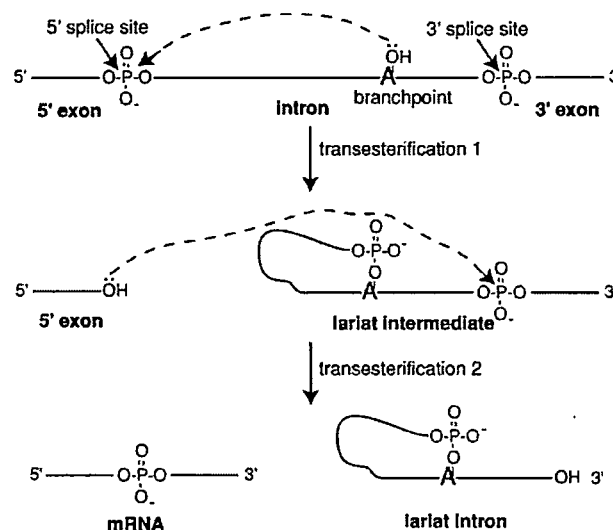 5' splice site
3' splice site
O
:OH
O
5'
O-P-O
A
O-P-O
3'
O-
branchpoint
O-
5' exon
intron
3' exon
transesterification 1
O
O-P-O-
O
O
5'
:OH
A
O-P-O
3'
O-
5' exon
lariat intermediate
transesterification 2
O
O-P-O-
O
O
5'
O-P-O
3'
A
OH 3'
O-
mRNA
lariat intron